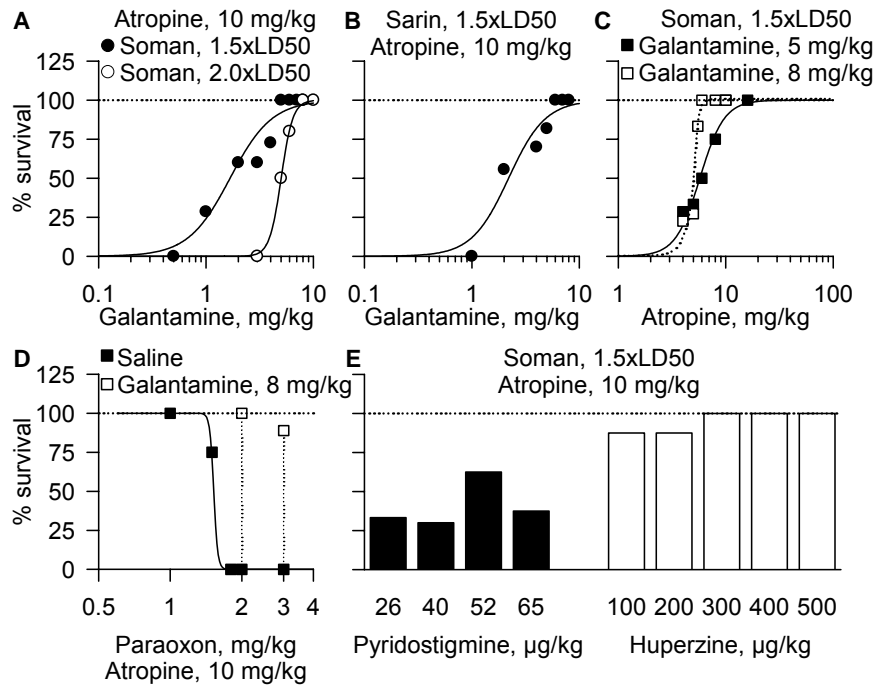 A
Atropine, 10 mg/kg
Soman, 1.5xLD50
Soman, 2.0xLD50
% survival
125
100
75
50
25
0
0.1 1 10
Galantamine, mg/kg
B
Sarin, 1.5xLD50
Atropine, 10 mg/kg
0.1 1 10
Galantamine, mg/kg
C
Soman, 1.5xLD50
Galantamine, 5 mg/kg
Galantamine, 8 mg/kg
1 10 100
Atropine, mg/kg
D
Saline
Galantamine, 8 mg/kg
% survival
125
100
75
50
25
0
0.5 1 2 3 4
Paraoxon, mg/kg
Atropine, 10 mg/kg
E
Soman, 1.5xLD50
Atropine, 10 mg/kg
26 40 52 65
Pyridostigmine, µg/kg
100 200 300 400 500
Huperzine, µg/kg